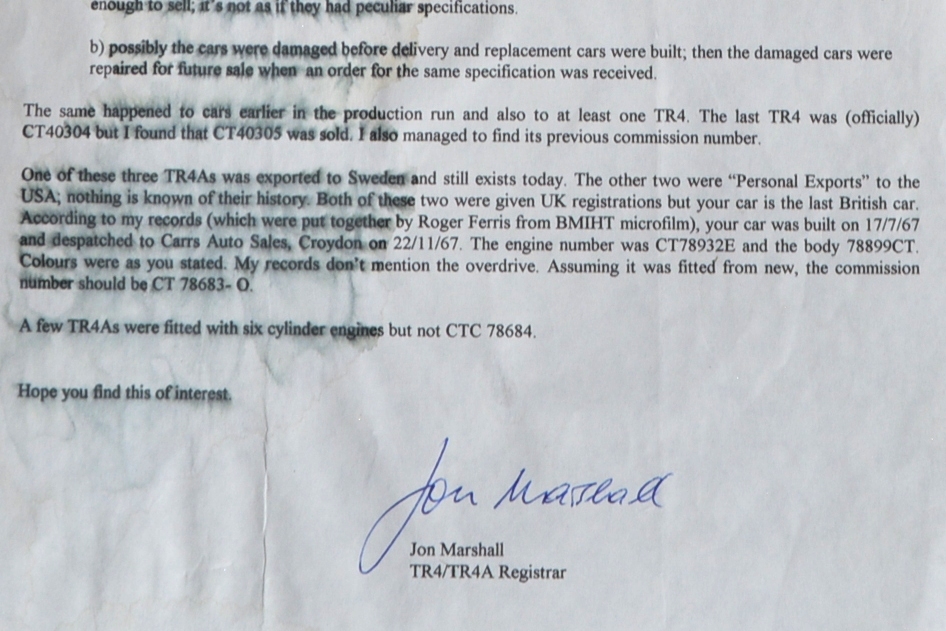 enough to sell; it's not as if they had peculiar specifications.
b) possibly the cars were damaged before delivery and replacement cars were built; then the damaged cars were
repaired for future sale when an order for the same specification was received.
The same happened to cars earlier in the production run and also to at least one TR4. The last TR4 was (officially)
CT40304 but I found that CT40305 was sold. I also managed to find its previous commission number.
One of these three TR4As was exported to Sweden and still exists today. The other two were “Personal Exports” to the
USA; nothing is known of their history. Both of these two were given UK registrations but your car is the last British car.
According to my records (which were put together by Roger Ferris from BMIHT microfilm), your car was built on 17/7/67
and despatched to Carrs Auto Sales, Croydon on 22/11/67. The engine number was CT78932E and the body 78899CT.
Colours were as you stated. My records don't mention the overdrive. Assuming it was fitted from new, the commission
number should be CT 78683- O.
A few TR4As were fitted with six cylinder engines but not CTC 78684.
Hope you find this of interest.
Jon Marshall
Jon Marshall
TR4/TR4A Registrar